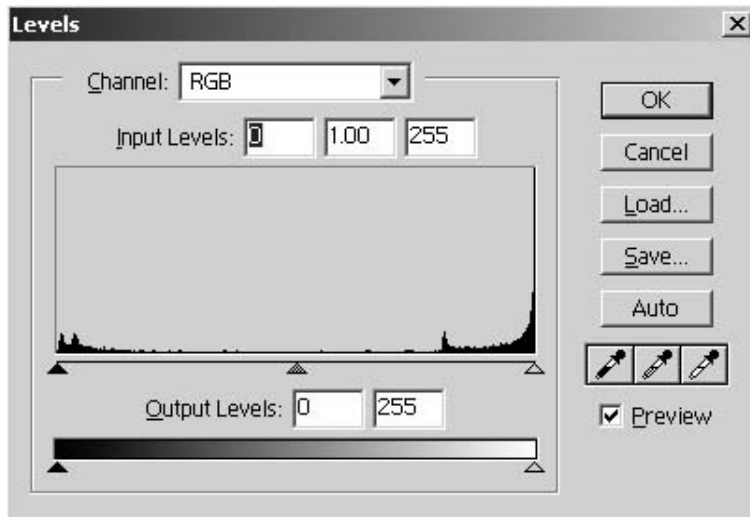 Levels
Channel: RGB
OK
Input Levels: 0 1.00 255
Cancel
Load...
Save...
Auto
Output Levels: 0 255
Preview